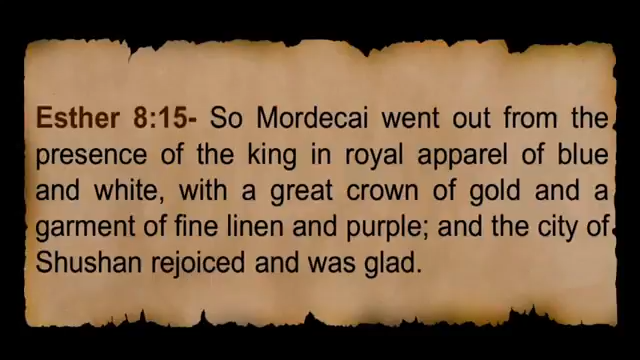 Esther 8:15- So Mordecai went out from the
presence of the king in royal apparel of blue
and white, with a great crown of gold and a
garment of fine linen and purple; and the city of
Shushan rejoiced and was glad.